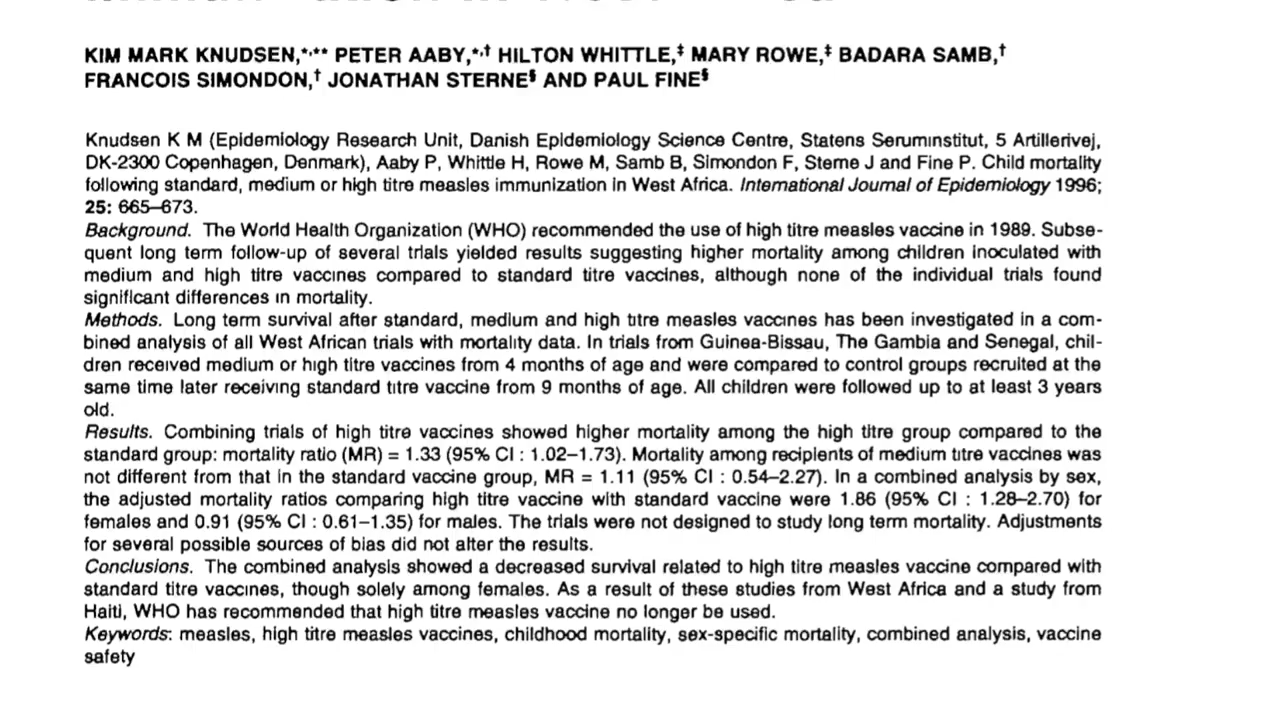 KIM MARK KNUDSEN,*,** PETER AABY,*,† HILTON WHITTLE,‡ MARY ROWE,‡ BADARA SAMB,†
FRANCOIS SIMONDON,† JONATHAN STERNE§ AND PAUL FINE§
Knudsen K M (Epidemiology Research Unit, Danish Epidemiology Science Centre, Statens Seruminstitut, 5 Artillerivej,
DK-2300 Copenhagen, Denmark), Aaby P, Whittle H, Rowe M, Samb B, Simondon F, Sterne J and Fine P. Child mortality
following standard, medium or high titre measles immunization in West Africa. International Journal of Epidemiology 1996;
25: 665–673.
Background. The World Health Organization (WHO) recommended the use of high titre measles vaccine in 1989. Subse-
quent long term follow-up of several trials yielded results suggesting higher mortality among children inoculated with
medium and high titre vaccines compared to standard titre vaccines, although none of the individual trials found
significant differences in mortality.
Methods. Long term survival after standard, medium and high titre measles vaccines has been investigated in a com-
bined analysis of all West African trials with mortality data. In trials from Guinea-Bissau, The Gambia and Senegal, chil-
dren received medium or high titre vaccines from 4 months of age and were compared to control groups recruited at the
same time later receiving standard titre vaccine from 9 months of age. All children were followed up to at least 3 years
old.
Results. Combining trials of high titre vaccines showed higher mortality among the high titre group compared to the
standard group: mortality ratio (MR) = 1.33 (95% CI : 1.02–1.73). Mortality among recipients of medium titre vaccines was
not different from that in the standard vaccine group, MR = 1.11 (95% CI : 0.54–2.27). In a combined analysis by sex,
the adjusted mortality ratios comparing high titre vaccine with standard vaccine were 1.86 (95% CI : 1.28–2.70) for
females and 0.91 (95% CI : 0.61–1.35) for males. The trials were not designed to study long term mortality. Adjustments
for several possible sources of bias did not alter the results.
Conclusions. The combined analysis showed a decreased survival related to high titre measles vaccine compared with
standard titre vaccines, though solely among females. As a result of these studies from West Africa and a study from
Haiti, WHO has recommended that high titre measles vaccine no longer be used.
Keywords: measles, high titre measles vaccines, childhood mortality, sex-specific mortality, combined analysis, vaccine
safety